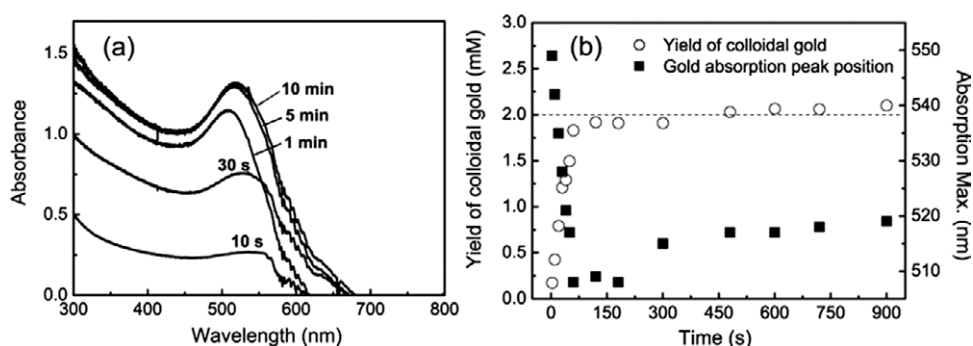 (a)
1.5
1.0
0.5
0.0
Absorbance
300 400 500 600 700 800
Wavelength (nm)
10 min
5 min
1 min
30 s
10 s
(b)
Yield of colloidal gold
Gold absorption peak position
3.0
2.5
2.0
1.5
1.0
0.5
0.0
Yield of colloidal gold (mM)
0 150 300 450 600 750 900
Time (s)
550
540
530
520
510
Absorption Max. (nm)